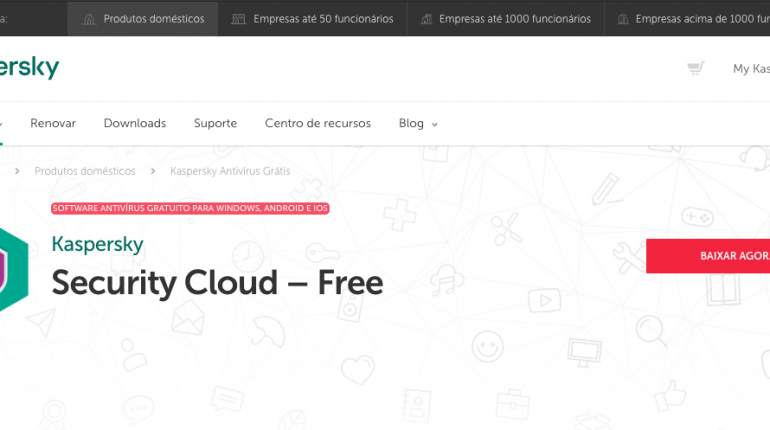 a: Produtos domésticos Empresas até 50 funcionários Empresas até 1000 funcionários Empresas acima de 1000 fun
ersky
My Kas
Renovar Downloads Suporte Centro de recursos Blog
Produtos domésticos Kaspersky Antivírus Grátis
SOFTWARE ANTIVÍRUS GRATUITO PARA WINDOWS, ANDROID E IOS
Kaspersky
BAIXAR AGORA
Security Cloud – Free